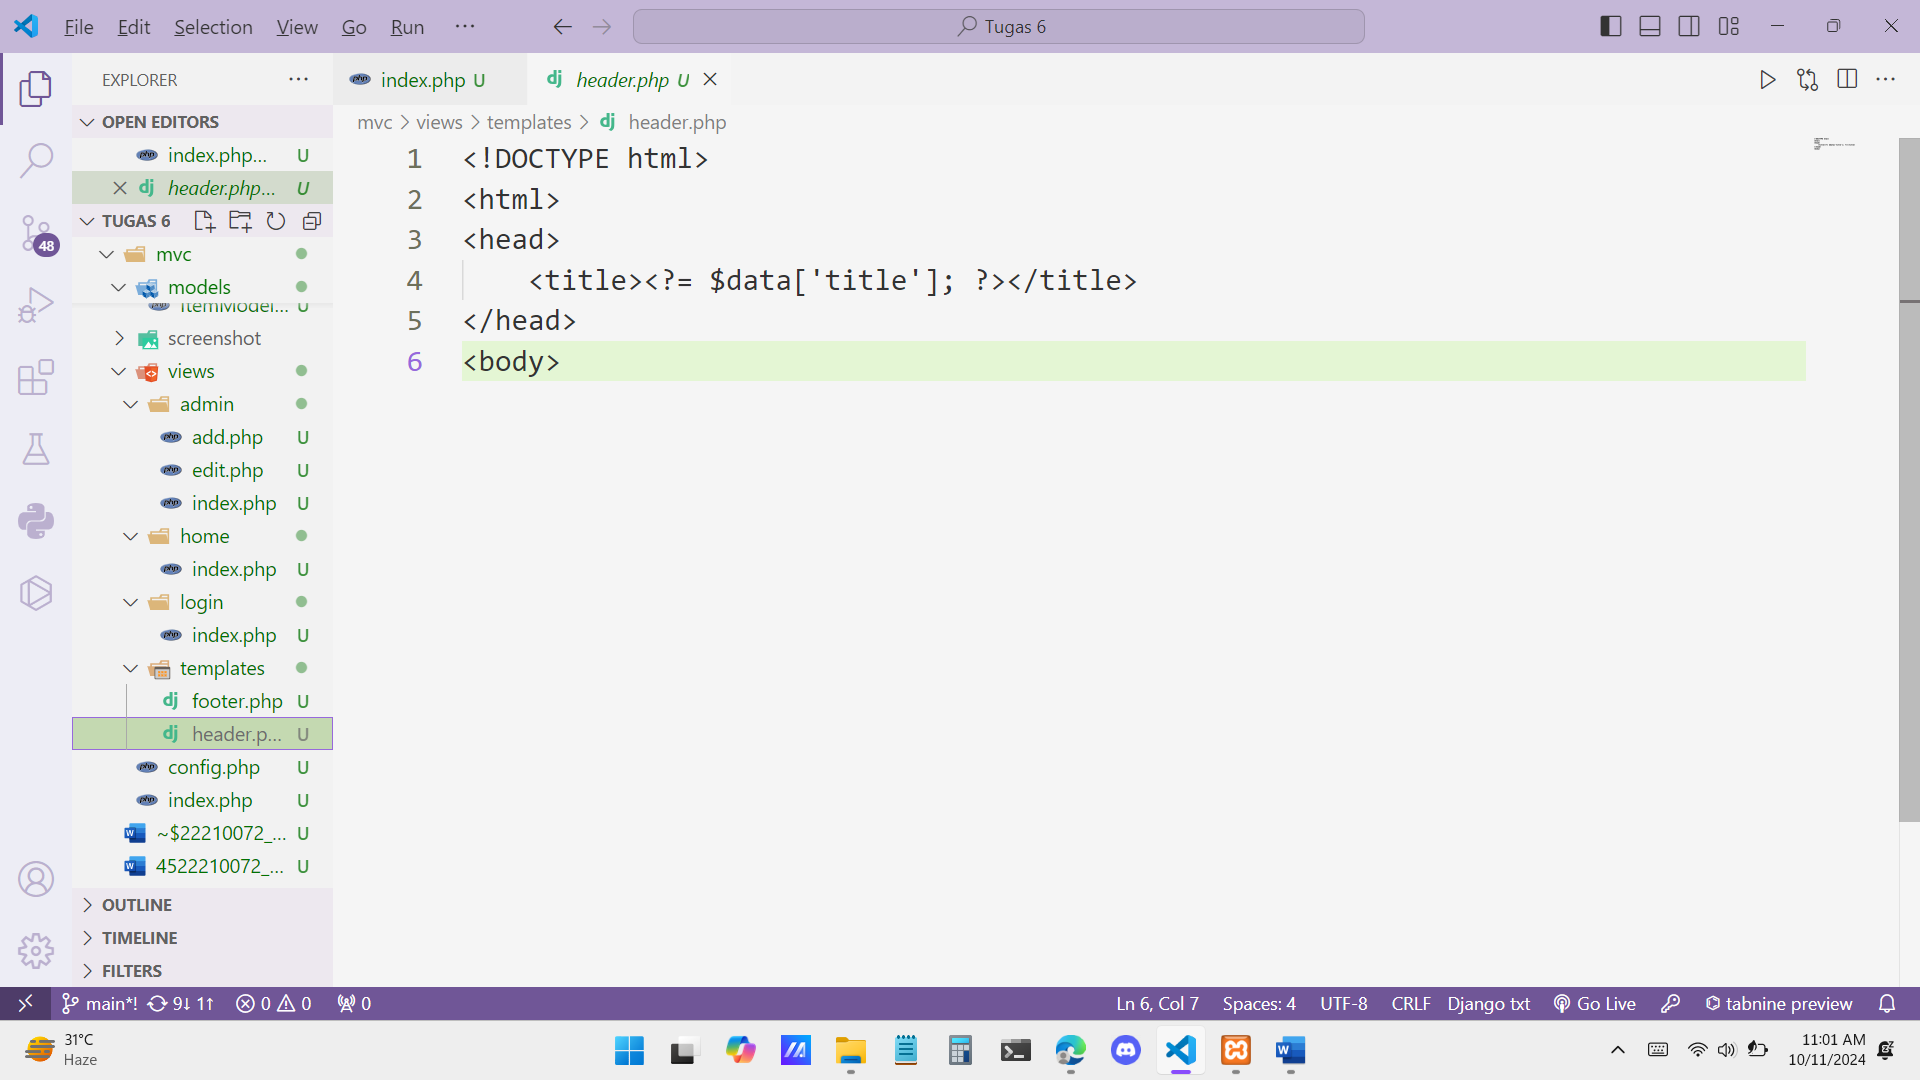 File Edit Selection View Go Run ··· Tugas 6
EXPLORER
index.php U
header.php U
mvc > views > templates > header.php
OPEN EDITORS
index.php... U
header.php... U
TUGAS 6
mvc
models
ItemModel... U
screenshot
views
admin
add.php U
edit.php U
index.php U
home
index.php U
login
index.php U
templates
footer.php U
header.p... U
config.php U
index.php U
~$22210072_... U
4522210072_... U
OUTLINE
TIMELINE
FILTERS
48
1 <!DOCTYPE html>
2 <html>
3 <head>
4 <title><?= $data['title']; ?></title>
5 </head>
6 <body>
main*! 9↓ 1↑ 0 0 0 Ln 6, Col 7 Spaces: 4 UTF-8 CRLF Django txt Go Live tabnine preview
31°C
Haze
11:01 AM
10/11/2024